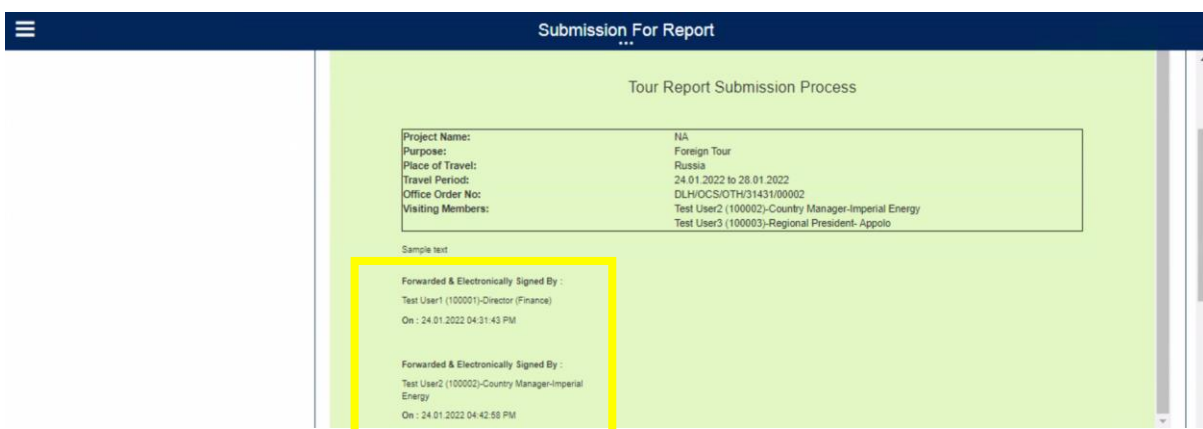 Submission For Report
Tour Report Submission Process
Project Name: NA
Purpose: Foreign Tour
Place of Travel: Russia
Travel Period: 24.01.2022 to 28.01.2022
Office Order No: DLH/OCS/OTH/31431/00002
Visiting Members: Test User2 (100002)-Country Manager-Imperial Energy
Test User3 (100003)-Regional President- Appolo
Sample text
Forwarded & Electronically Signed By :
Test User1 (100001)-Director (Finance)
On : 24.01.2022 04:31:43 PM
Forwarded & Electronically Signed By :
Test User2 (100002)-Country Manager-Imperial
Energy
On : 24.01.2022 04:42:58 PM